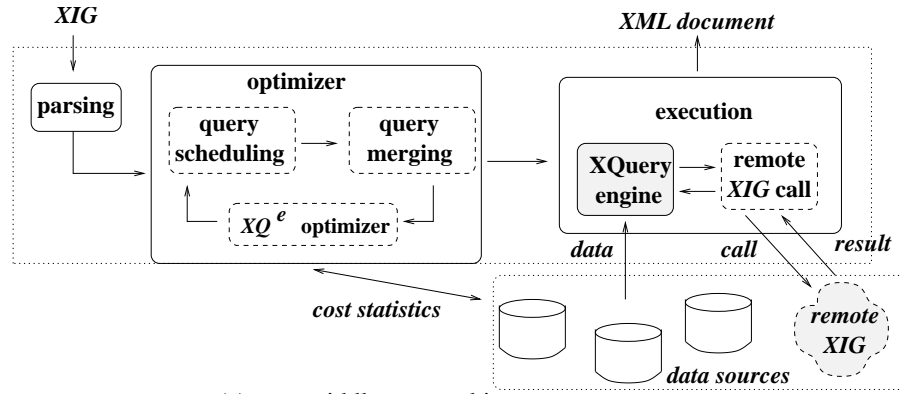 XIG
XML document
optimizer
parsing
query
scheduling
query
merging
XQ e optimizer
execution
XQuery
engine
remote
XIG call
data
call
result
cost statistics
remote
XIG
data sources